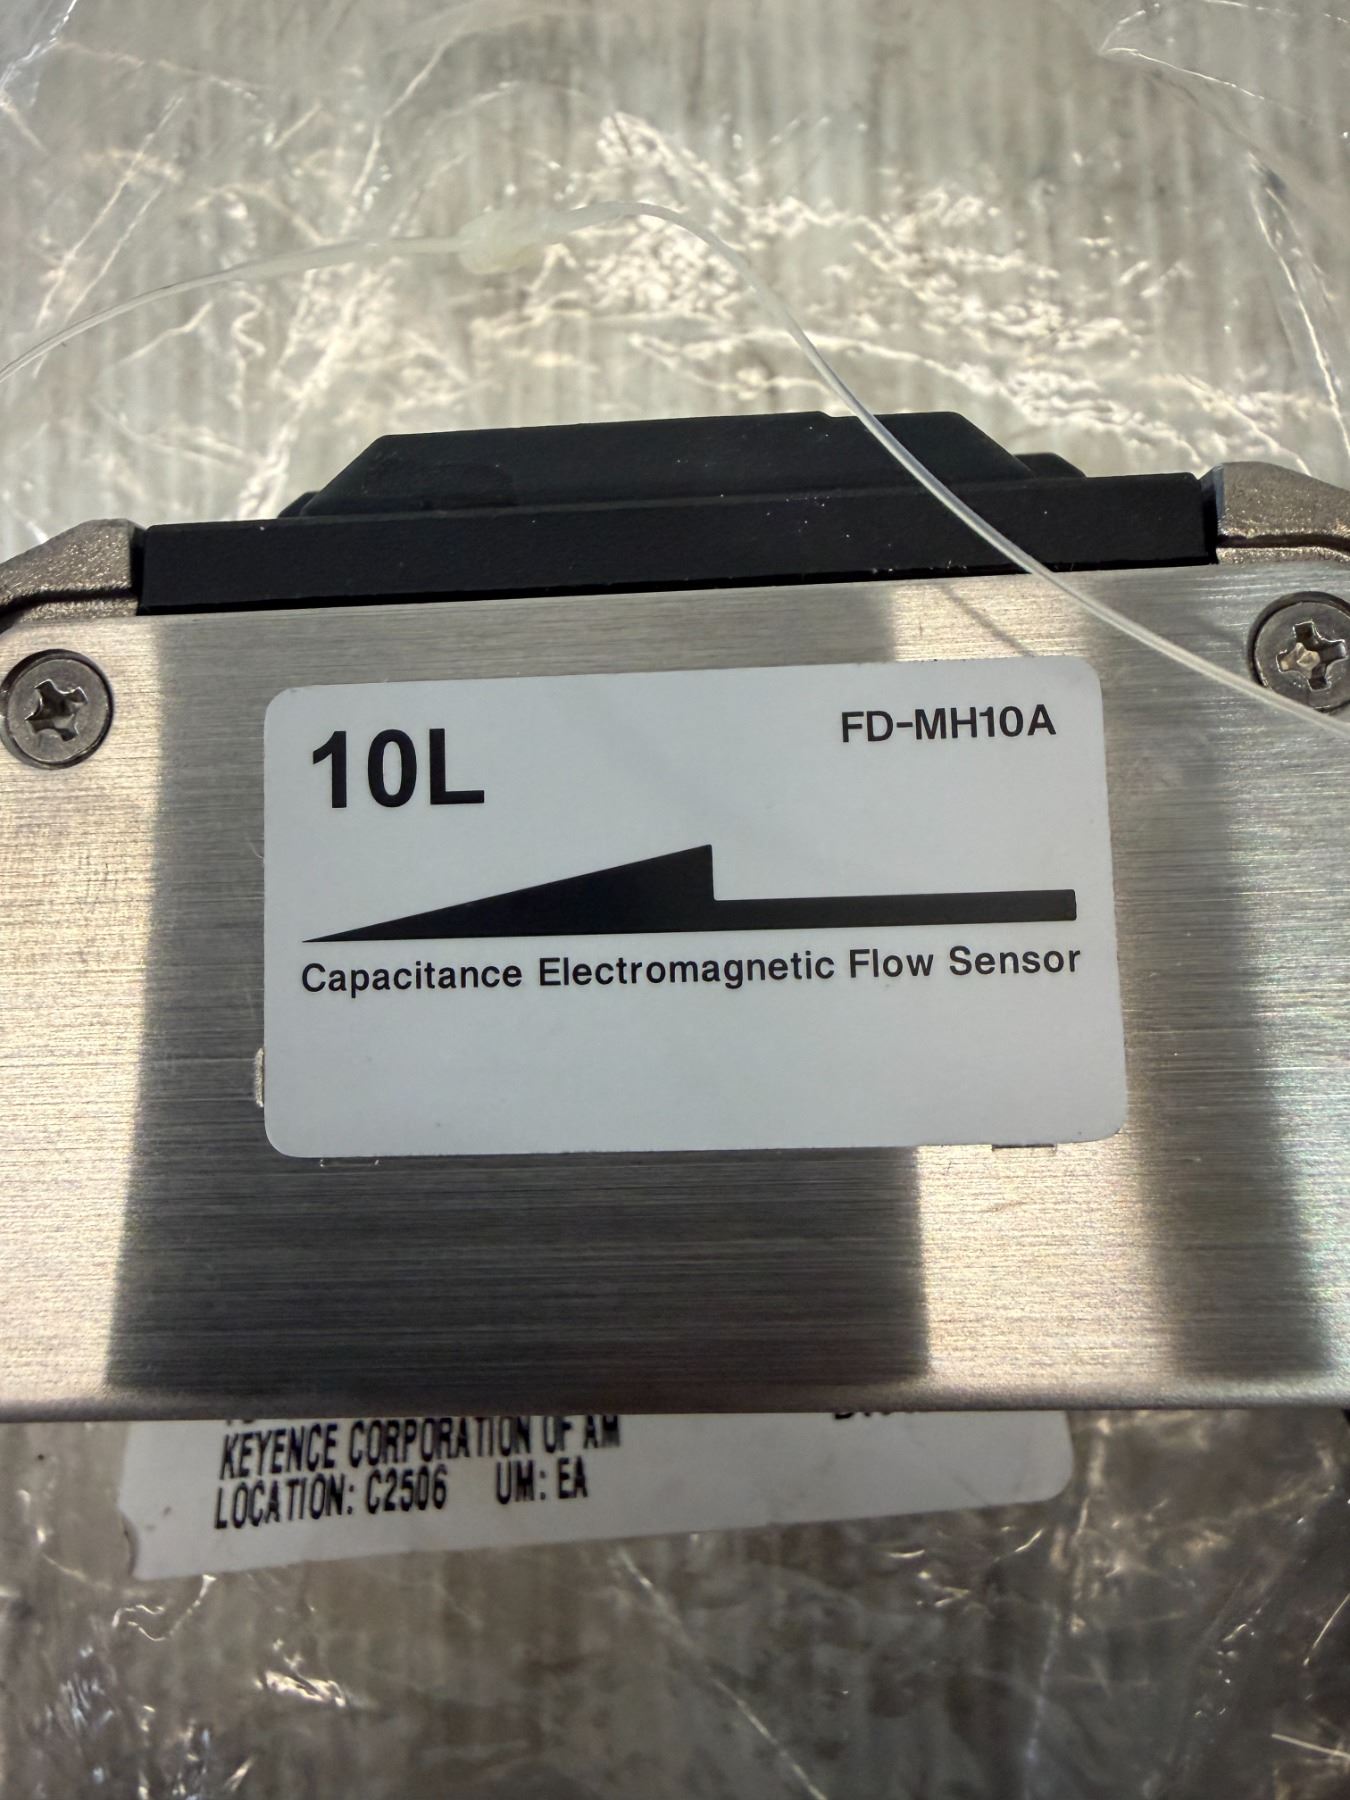 10L
FD-MH10A
Capacitance Electromagnetic Flow Sensor
KEYENCE CORPORATION OF AM
LOCATION: C2506 UM: EA